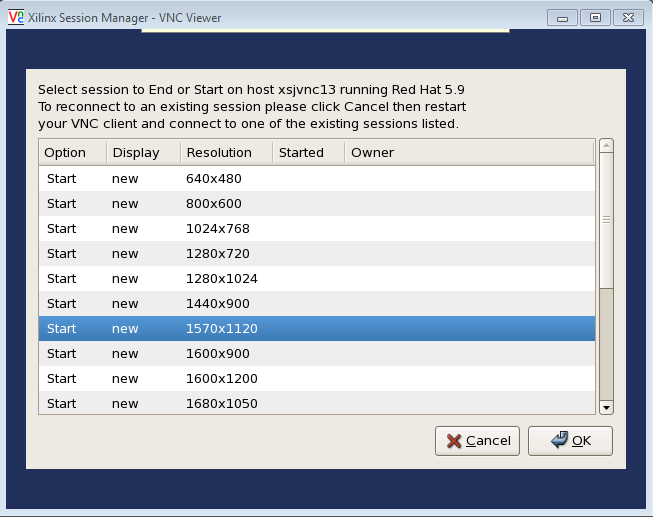 Xilinx Session Manager - VNC Viewer
Select session to End or Start on host xsjvnc13 running Red Hat 5.9
To reconnect to an existing session please click Cancel then restart
your VNC client and connect to one of the existing sessions listed.
Option Display Resolution Started Owner
Start new 640x480
Start new 800x600
Start new 1024x768
Start new 1280x720
Start new 1280x1024
Start new 1440x900
Start new 1570x1120
Start new 1600x900
Start new 1600x1200
Start new 1680x1050
Cancel OK